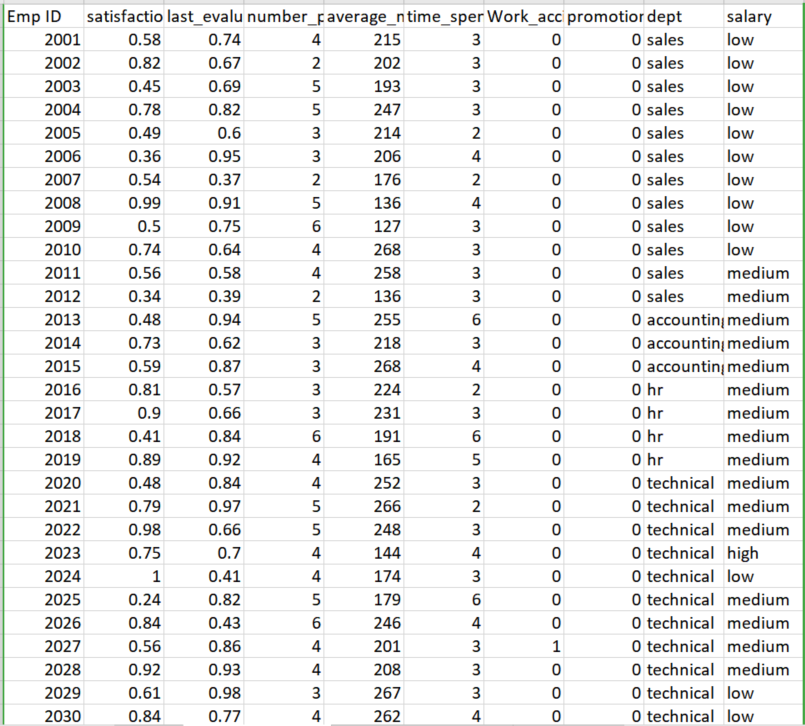 Emp ID satisfactio last_evalu number_p average_m time_spen Work_acci promotion dept salary
2001 0.58 0.74 4 215 3 0 0 sales low
2002 0.82 0.67 2 202 3 0 0 sales low
2003 0.45 0.69 5 193 3 0 0 sales low
2004 0.78 0.82 5 247 3 0 0 sales low
2005 0.49 0.6 3 214 2 0 0 sales low
2006 0.36 0.95 3 206 4 0 0 sales low
2007 0.54 0.37 2 176 2 0 0 sales low
2008 0.99 0.91 5 136 4 0 0 sales low
2009 0.5 0.75 6 127 3 0 0 sales low
2010 0.74 0.64 4 268 3 0 0 sales low
2011 0.56 0.58 4 258 3 0 0 sales medium
2012 0.34 0.39 2 136 3 0 0 sales medium
2013 0.48 0.94 5 255 6 0 0 accounting medium
2014 0.73 0.62 3 218 3 0 0 accounting medium
2015 0.59 0.87 3 268 4 0 0 accounting medium
2016 0.81 0.57 3 224 2 0 0 hr medium
2017 0.9 0.66 3 231 3 0 0 hr medium
2018 0.41 0.84 6 191 6 0 0 hr medium
2019 0.89 0.92 4 165 5 0 0 hr medium
2020 0.48 0.84 4 252 3 0 0 technical medium
2021 0.79 0.97 5 266 2 0 0 technical medium
2022 0.98 0.66 5 248 3 0 0 technical medium
2023 0.75 0.7 4 144 4 0 0 technical high
2024 1 0.41 4 174 3 0 0 technical low
2025 0.24 0.82 5 179 6 0 0 technical medium
2026 0.84 0.43 6 246 4 0 0 technical medium
2027 0.56 0.86 4 201 3 1 0 technical medium
2028 0.92 0.93 4 208 3 0 0 technical medium
2029 0.61 0.98 3 267 3 0 0 technical low
2030 0.84 0.77 4 262 4 0 0 technical low